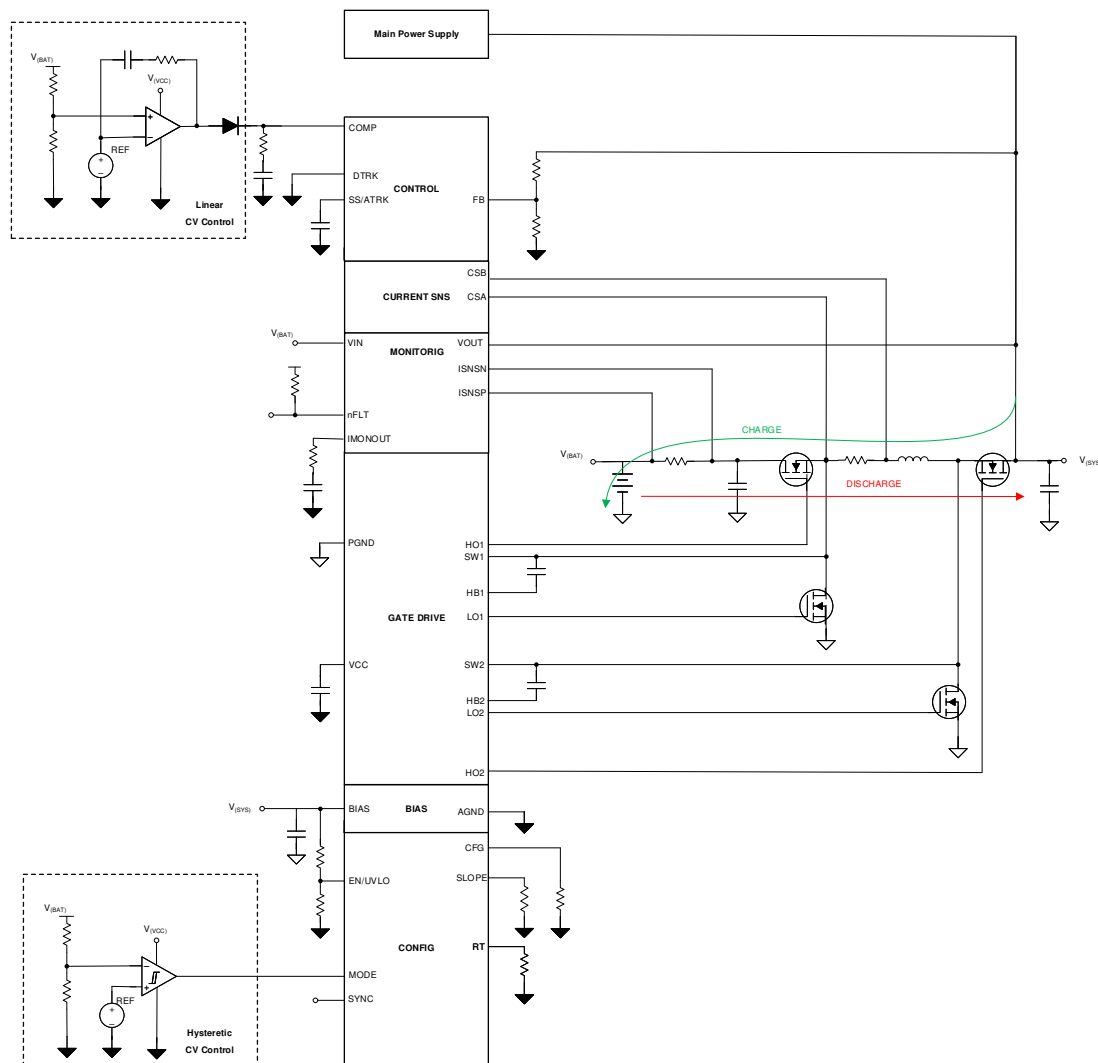 Main Power Supply
V(BAT)
V(VCC)
+
−
REF
+
−
Linear
CV Control
COMP
DTRK
CONTROL
SS/ATRK
FB
CSB
CURRENT SNS
CSA
V(BAT)
VIN
MONITORIG
VOUT
ISNSN
ISNSP
nFLT
IMONOUT
CHARGE
V(BAT)
V(SYS)
DISCHARGE
PGND
HO1
SW1
HB1
GATE DRIVE
LO1
VCC
SW2
HB2
LO2
HO2
V(SYS)
BIAS
BIAS
AGND
CFG
EN/UVLO
SLOPE
V(BAT)
V(VCC)
CONFIG
RT
−
+
MODE
REF
+
−
SYNC
Hysteretic
CV Control